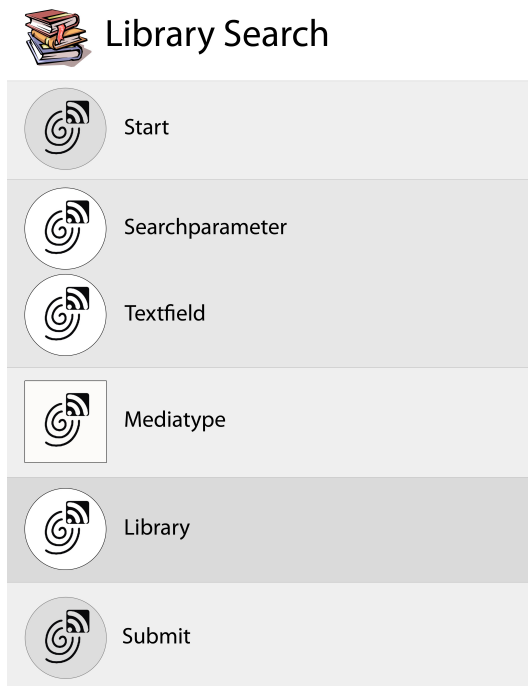 Library Search
Start
Searchparameter
Textfield
Mediatype
Library
Submit